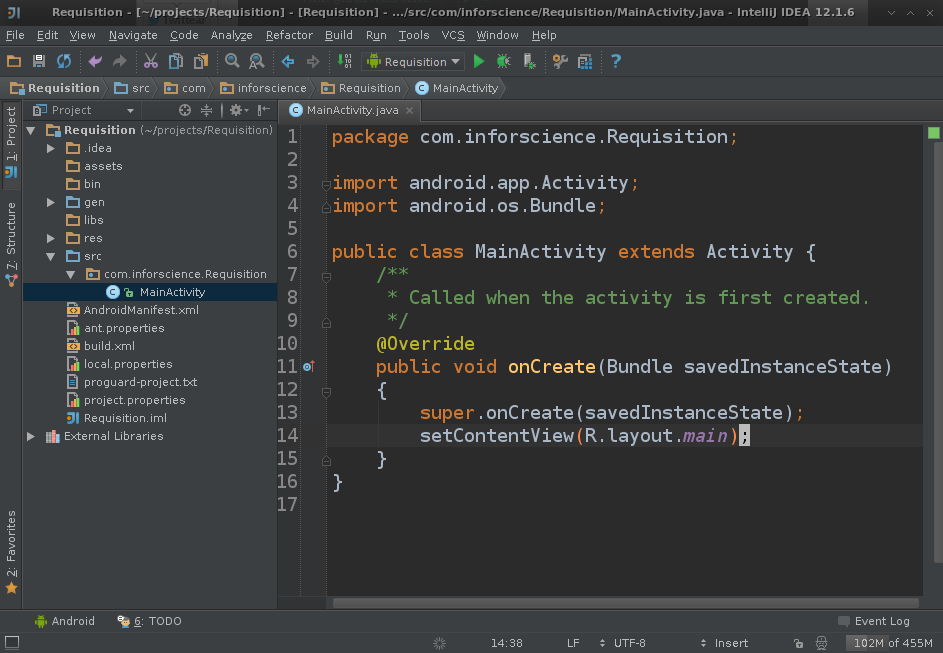 Requisition - [~/projects/Requisition] - [Requisition] - .../src/com/inforscience/Requisition/MainActivity.java - IntelliJ IDEA 12.1.6
File Edit View Navigate Code Analyze Refactor Build Run Tools VCS Window Help
Requisition
Requisition src com inforscience Requisition MainActivity
1: Project
7: Structure
2: Favorites
Project
Requisition (~/projects/Requisition)
.idea
assets
bin
gen
libs
res
src
com.inforscience.Requisition
MainActivity
AndroidManifest.xml
ant.properties
build.xml
local.properties
proguard-project.txt
project.properties
Requisition.iml
External Libraries
MainActivity.java
1 package com.inforscience.Requisition;
2
3 import android.app.Activity;
4 import android.os.Bundle;
5
6 public class MainActivity extends Activity {
7 /**
8 * Called when the activity is first created.
9 */
10 @Override
11 public void onCreate(Bundle savedInstanceState)
12 {
13 super.onCreate(savedInstanceState);
14 setContentView(R.layout.main);
15 }
16 }
17
Android 6: TODO Event Log
14:38 LF UTF-8 Insert 102M of 455M